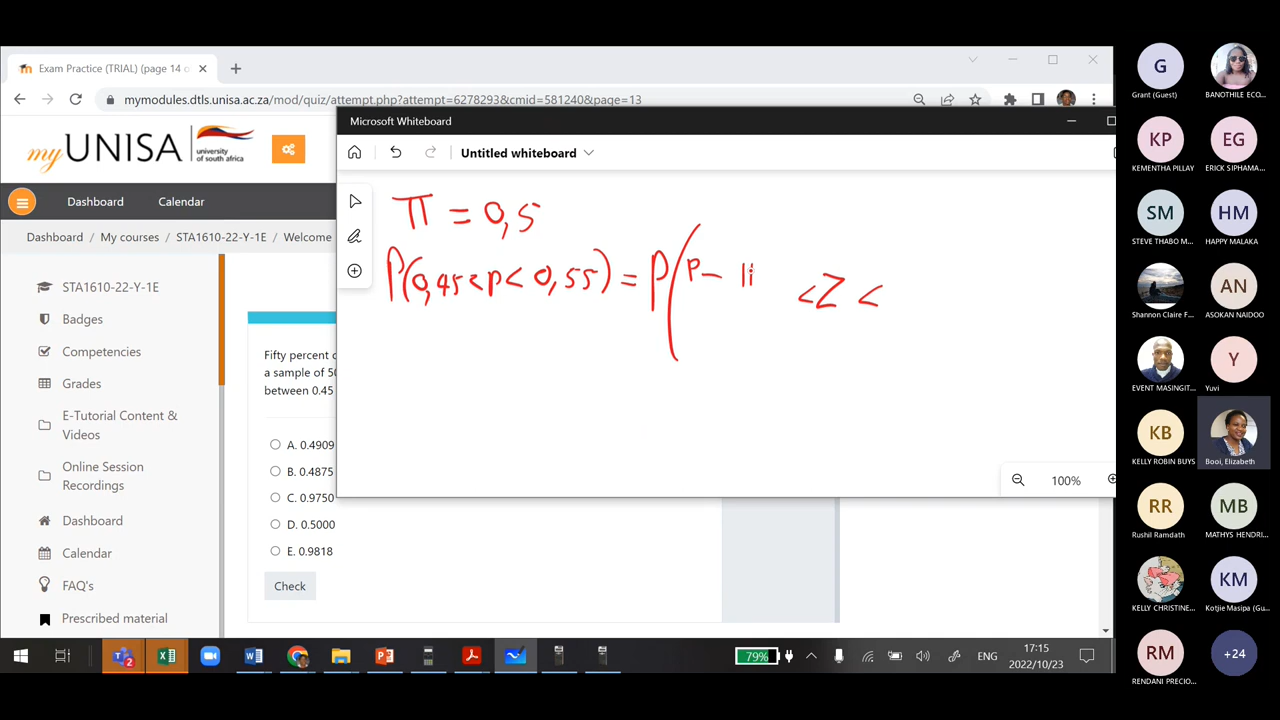 Exam Practice (TRIAL) (page 14 o
mymodules.dtls.unisa.ac.za/mod/quiz/attempt.php?attempt=6278293&cmid=581240&page=13
my UNISA university of south africa
Dashboard Calendar
Dashboard / My courses / STA1610-22-Y-1E / Welcome
STA1610-22-Y-1E
Badges
Competencies
Grades
E-Tutorial Content &
Videos
Online Session
Recordings
Dashboard
Calendar
FAQ's
Prescribed material
Fifty percent o
a sample of 50
between 0.45
A. 0.4909
B. 0.4875
C. 0.9750
D. 0.5000
E. 0.9818
Check
Microsoft Whiteboard
Untitled whiteboard
π = 0,5
P(0,45<p<0,55) = P(p - π <Z<
100%
G
Grant (Guest)
BANOTHILE ECO...
KP
KEMENTHA PILLAY
EG
ERICK SIPHAMA...
SM
STEVE THABO M...
HM
HAPPY MALAKA
Shannon Claire F...
AN
ASOKAN NAIDOO
EVENT MASINGIT...
Y
Yuvi
KB
KELLY ROBIN BUYS
Booi, Elizabeth
RR
Rushil Ramdath
MB
MATHYS HENDRI...
KELLY CHRISTINE...
KM
Kotjie Masipa (Gu...
RM
RENDANI PRECIO...
+24
2
79%
ENG
17:15
2022/10/23